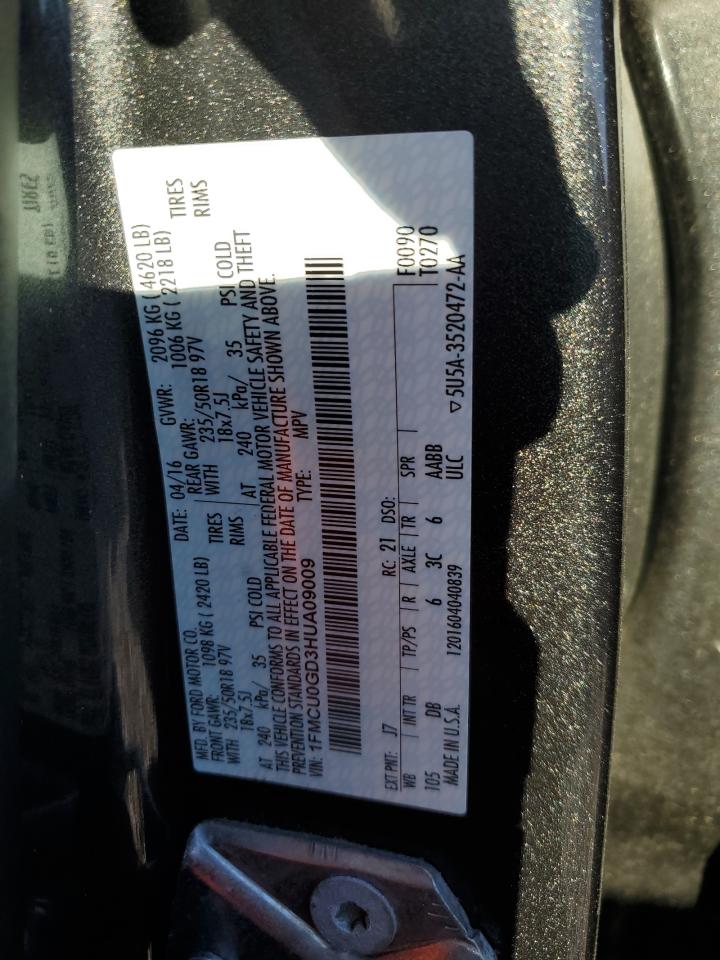 MFD. BY FORD MOTOR CO. DATE: 04/16 GVWR: 2096 KG ( 4620 LB)
FRONT GAWR: 1098 KG ( 2420 LB) REAR GAWR: 1006 KG ( 2218 LB)
WITH 235/50R18 97V TIRES WITH 235/50R18 97V TIRES
18x7.5J RIMS 18x7.5J RIMS
AT 240 kPa/ 35 PSI COLD AT 240 kPa/ 35 PSI COLD
THIS VEHICLE CONFORMS TO ALL APPLICABLE FEDERAL MOTOR VEHICLE SAFETY AND THEFT
PREVENTION STANDARDS IN EFFECT ON THE DATE OF MANUFACTURE SHOWN ABOVE.
VIN: 1FMCU0GD3HUA09009 TYPE: MPV
EXT PNT: J7 RC: 21 DSO: F0090
WB INT TR TP/PS R AXLE TR SPR T0270
105 DB 6 3C 6 AABB
MADE IN U.S.A. 1201604040839 ULC ▽5U5A-3520472-AA